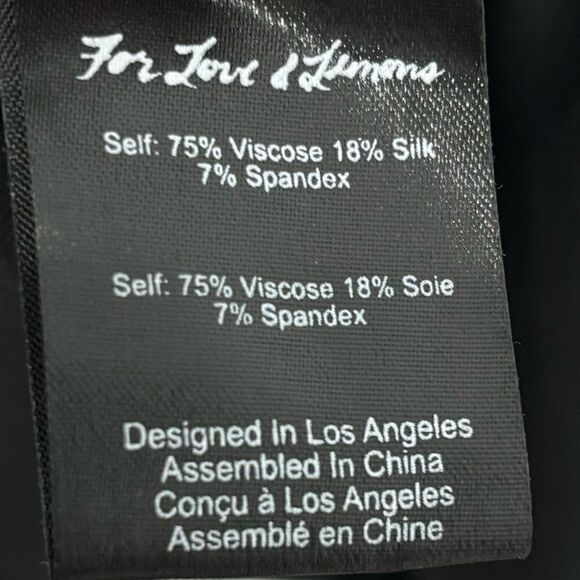 For Love & Lemons
Self: 75% Viscose 18% Silk
7% Spandex
Self: 75% Viscose 18% Soie
7% Spandex
Designed In Los Angeles
Assembled In China
Conçu à Los Angeles
Assemblé en Chine